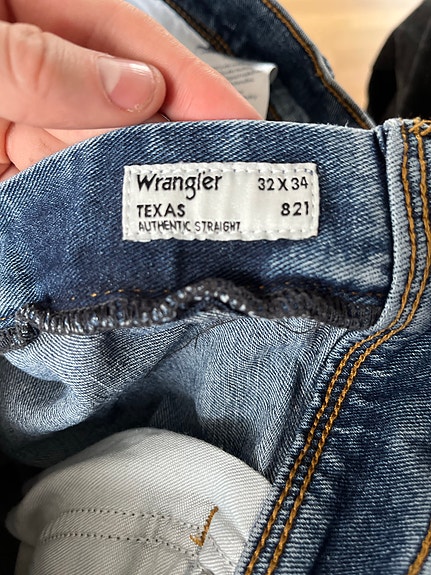 Wrangler 32 X 34
TEXAS 821
AUTHENTIC STRAIGHT